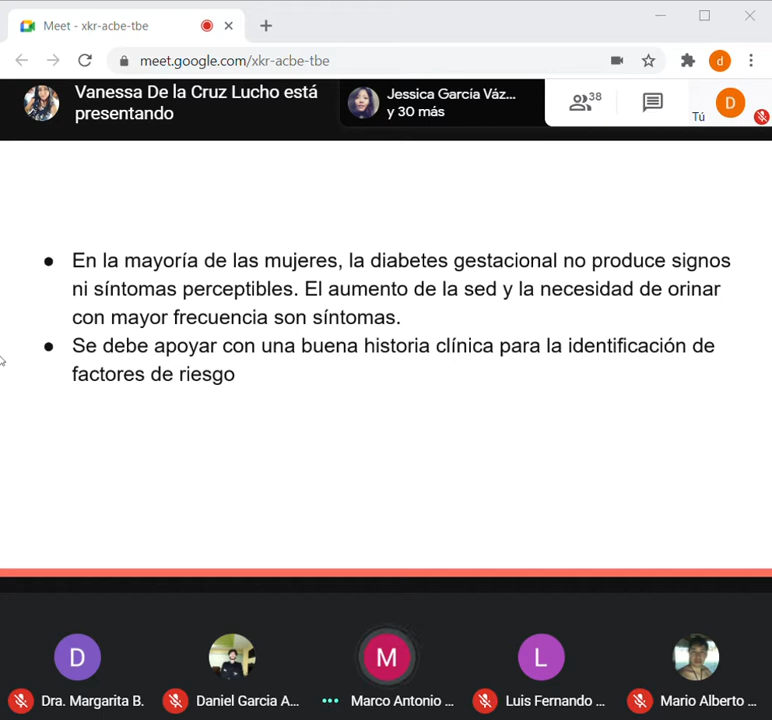 Meet - xkr-acbe-tbe
meet.google.com/xkr-acbe-tbe
d
Vanessa De la Cruz Lucho está
presentando
Jessica García Váz...
y 30 más
38
Tú
D
● En la mayoría de las mujeres, la diabetes gestacional no produce signos
ni síntomas perceptibles. El aumento de la sed y la necesidad de orinar
con mayor frecuencia son síntomas.
● Se debe apoyar con una buena historia clínica para la identificación de
factores de riesgo
D
M
L
Dra. Margarita B.
Daniel Garcia A...
Marco Antonio ...
Luis Fernando ...
Mario Alberto ...